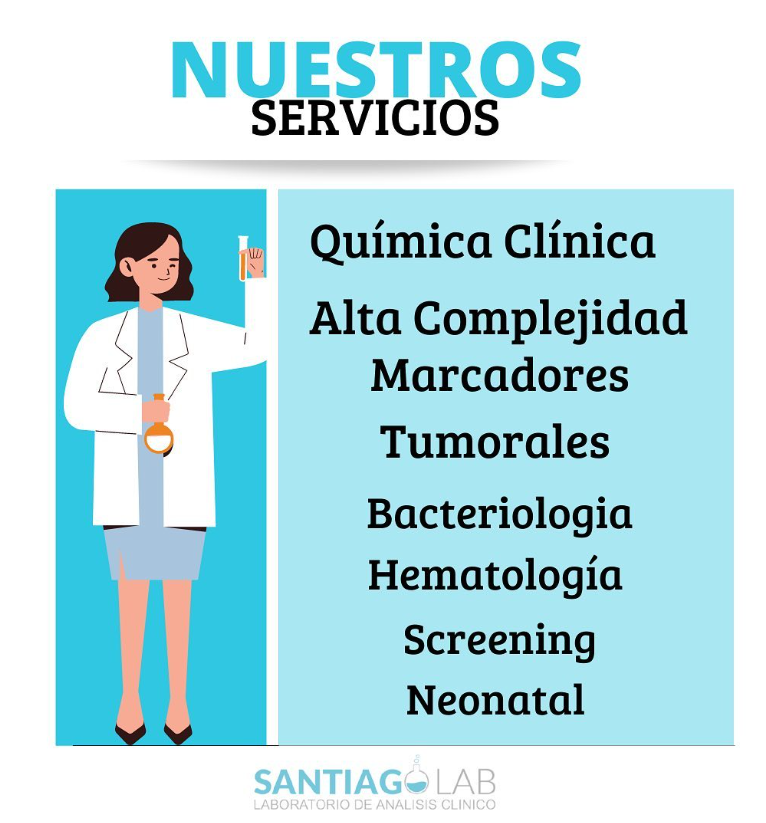 NUESTROS
SERVICIOS
Química Clínica
Alta Complejidad
Marcadores
Tumorales
Bacteriologia
Hematología
Screening
Neonatal
SANTIAGO LAB
LABORATORIO DE ANALISIS CLINICO